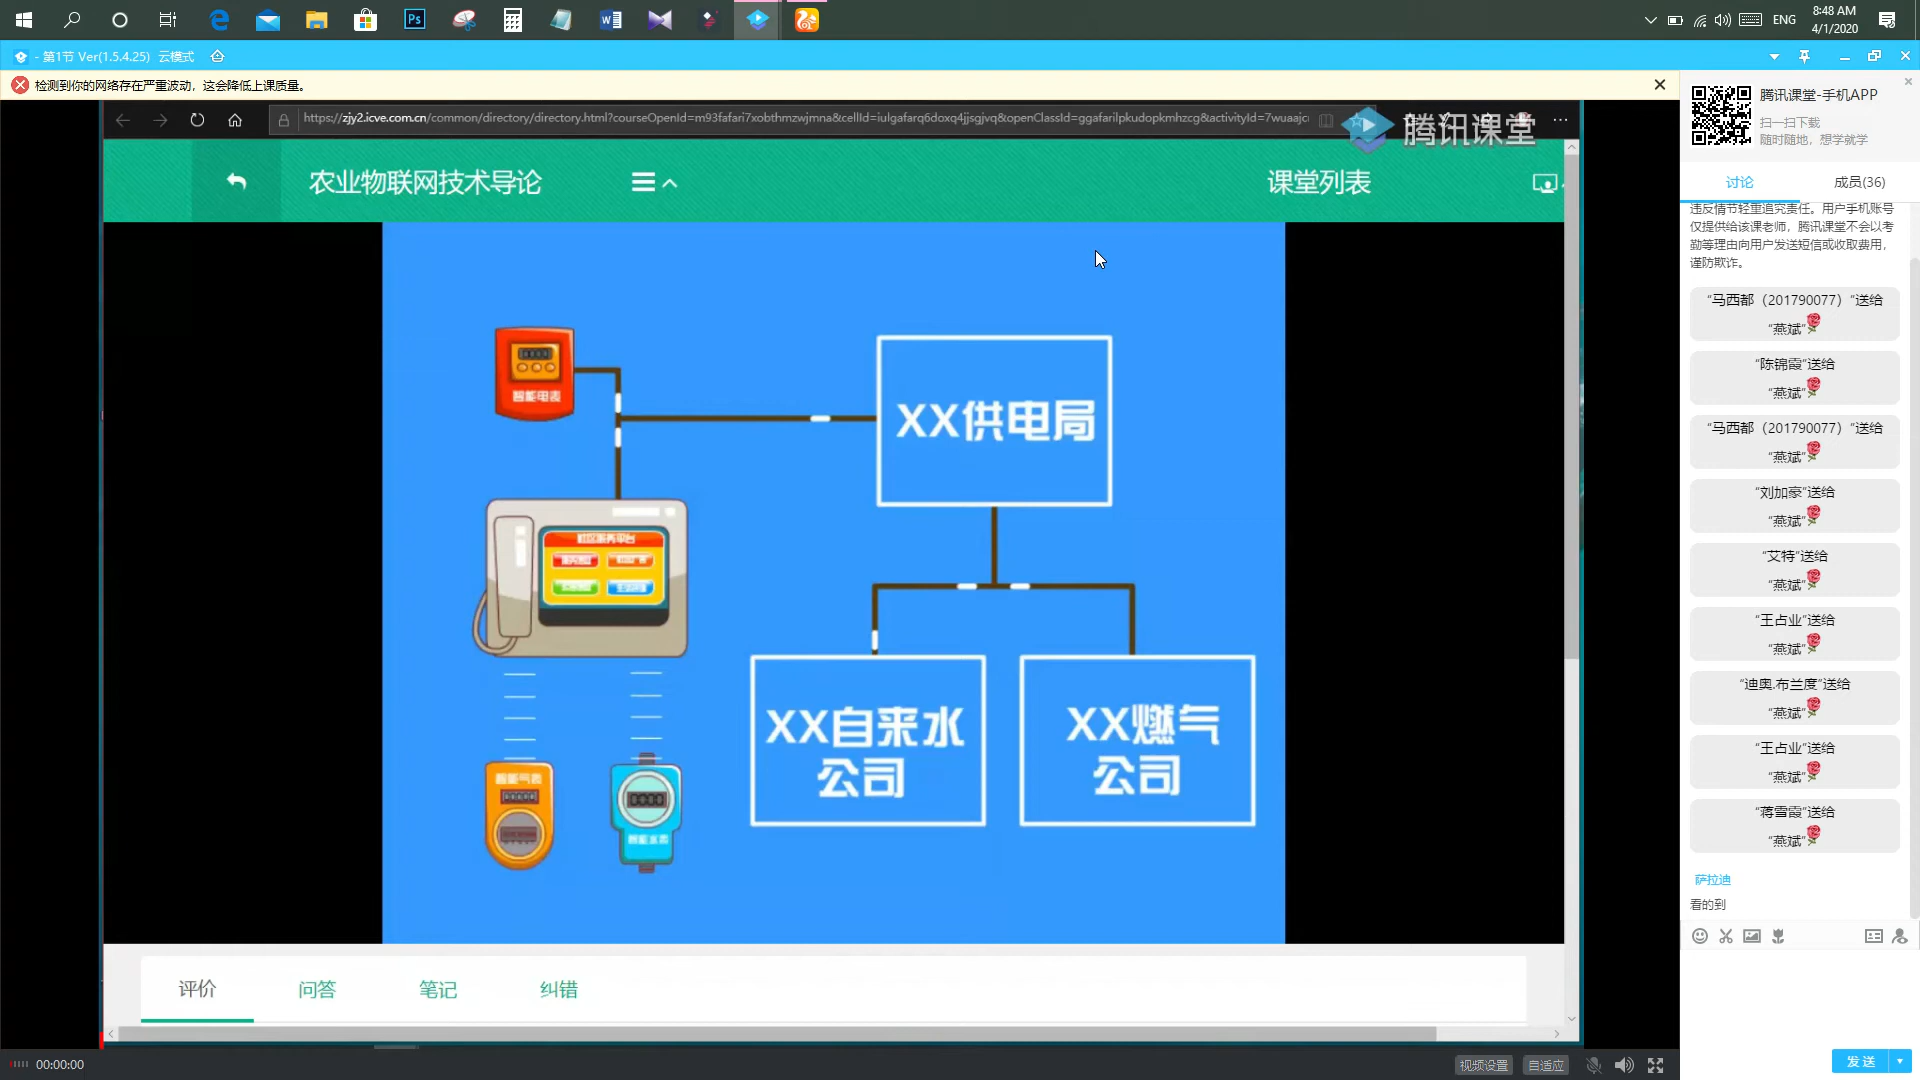 Ps
W
ENG
8:48 AM
4/1/2020
- 第1节 Ver(1.5.4.25) 云模式
检测到你的网络存在严重波动，这会降低上课质量。
https://zjy2.icve.com.cn/common/directory/directory.html?courseOpenId=m93fafari7xobthmzwjmna&cellId=iulgafarq6doxq4jjsgjvq&openClassId=ggafarilpkudopkmhzcg&activityId=7wuaajc
腾讯课堂
农业物联网技术导论
课堂列表
智能电表
XX供电局
智能气表
智能水表
XX自来水
公司
XX燃气
公司
评价
问答
笔记
纠错
00:00:00
视频设置
自适应
腾讯课堂-手机APP
扫一扫下载
随时随地，想学就学
讨论
成员(36)
违反情节轻重追究责任。用户手机账号
仅提供给该课老师，腾讯课堂不会以考
勤等理由向用户发送短信或收取费用，
谨防欺诈。
“马西都（201790077）”送给
“燕斌”
“陈锦霞”送给
“燕斌”
“马西都（201790077）”送给
“燕斌”
“刘加豪”送给
“燕斌”
“艾特”送给
“燕斌”
“王占业”送给
“燕斌”
“迪奥.布兰度”送给
“燕斌”
“王占业”送给
“燕斌”
“蒋雪霞”送给
“燕斌”
萨拉迪
看的到
发送